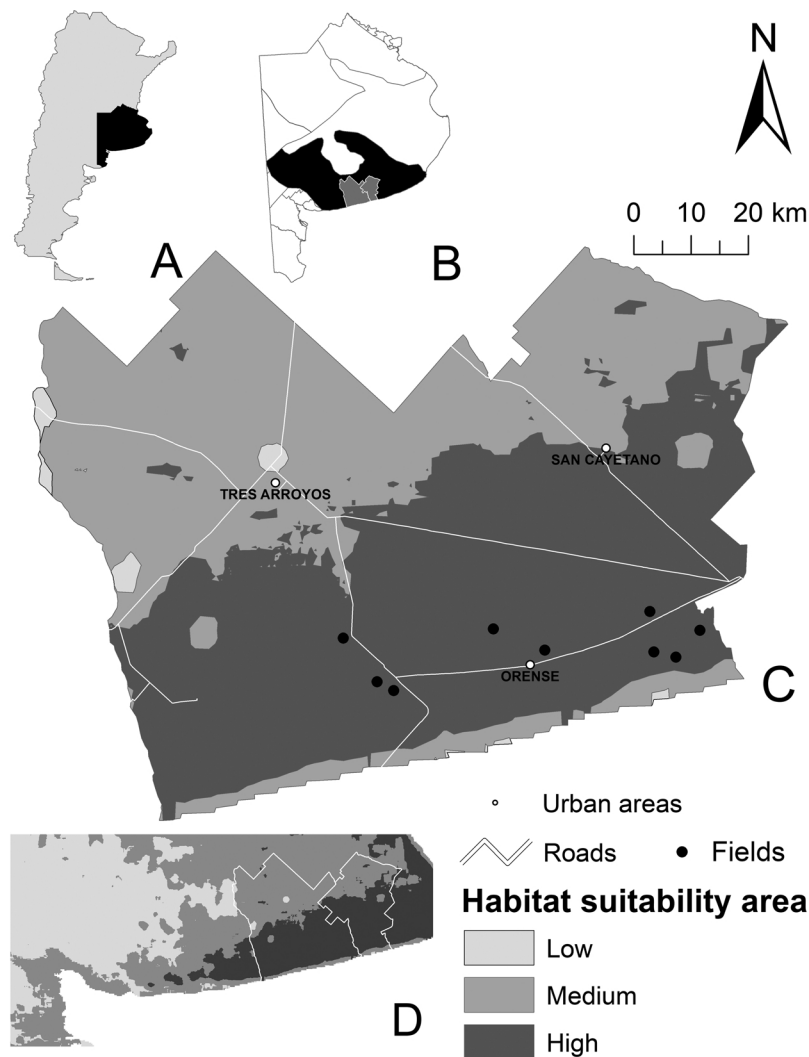 N
0 10 20 km
A
B
SAN CAYETANO
TRES ARROYOS
ORENSE
C
Urban areas
Roads
Fields
Habitat suitability area
Low
Medium
High
D